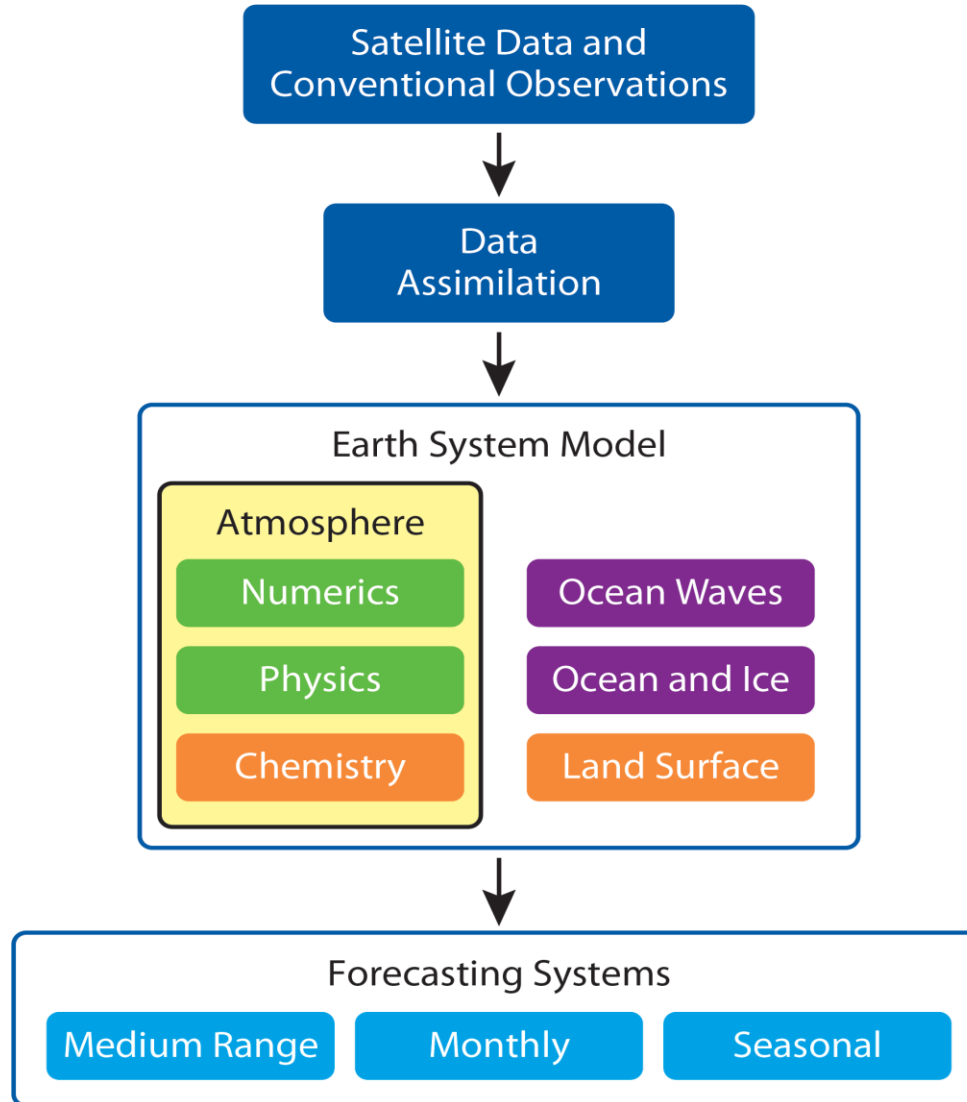 Satellite Data and
Conventional Observations
Data
Assimilation
Earth System Model
Atmosphere
Numerics
Physics
Chemistry
Ocean Waves
Ocean and Ice
Land Surface
Forecasting Systems
Medium Range
Monthly
Seasonal